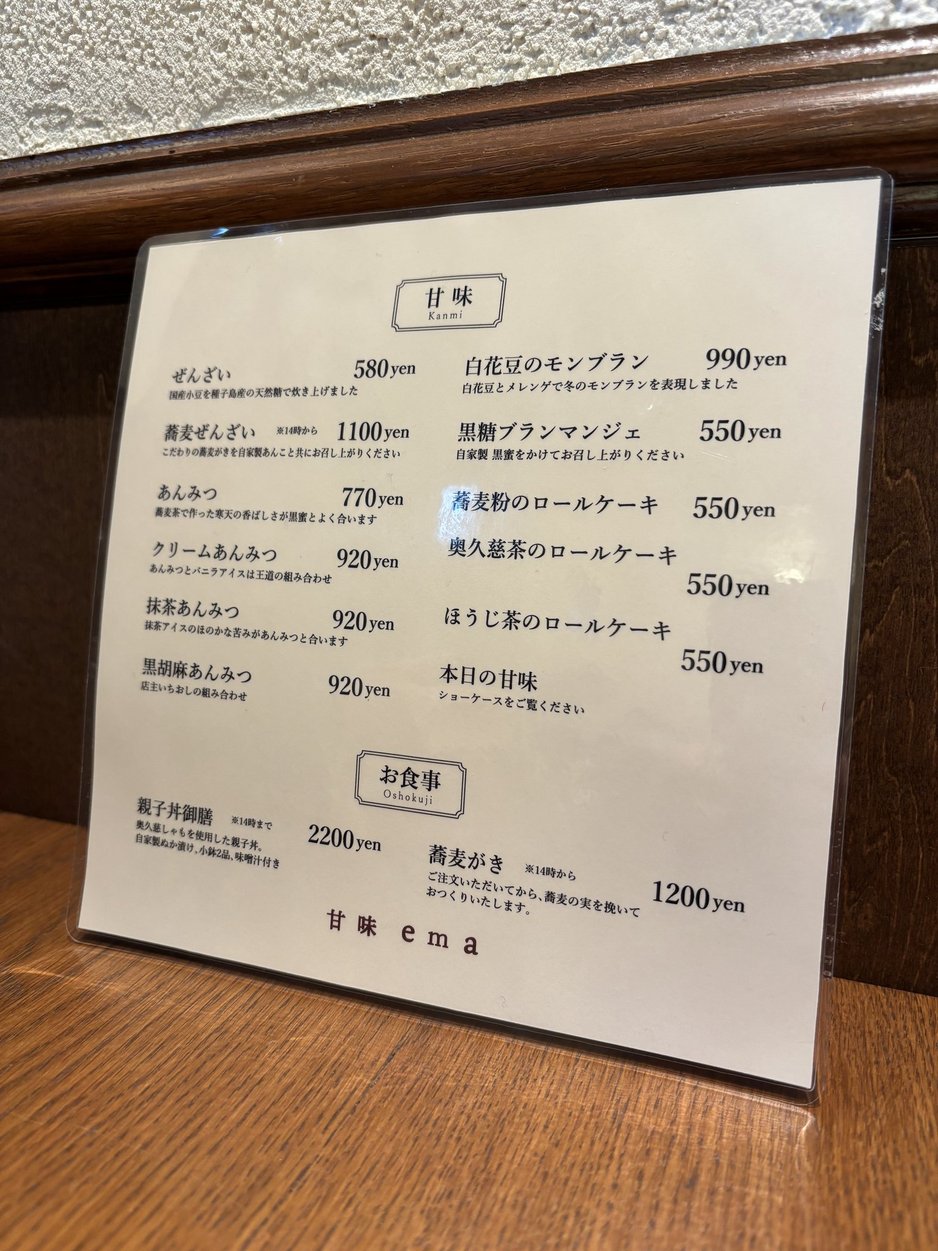 甘味
Kanmi
ぜんざい 580yen
国産小豆を種子島産の天然糖で炊き上げました
蕎麦ぜんざい ※14時から 1100yen
こだわりの蕎麦がきを自家製あんこと共にお召し上がりください
あんみつ 770yen
蕎麦茶で作った寒天の香ばしさが黒蜜とよく合います
クリームあんみつ 920yen
あんみつとバニラアイスは王道の組み合わせ
抹茶あんみつ 920yen
抹茶アイスのほのかな苦みがあんみつと合います
黒胡麻あんみつ 920yen
店主いちおしの組み合わせ
白花豆のモンブラン 990yen
白花豆とメレンゲで冬のモンブランを表現しました
黒糖ブランマンジェ 550yen
自家製 黒蜜をかけてお召し上がりください
蕎麦粉のロールケーキ 550yen
奥久慈茶のロールケーキ
550yen
ほうじ茶のロールケーキ
550yen
本日の甘味
ショーケースをご覧ください
お食事
Oshokuji
親子丼御膳 ※14時まで 2200yen
奥久慈しゃもを使用した親子丼。
自家製ぬか漬け、小鉢2品、味噌汁付き
蕎麦がき ※14時から 1200yen
ご注文いただいてから、蕎麦の実を挽いて
おつくりいたします。
甘味 ema